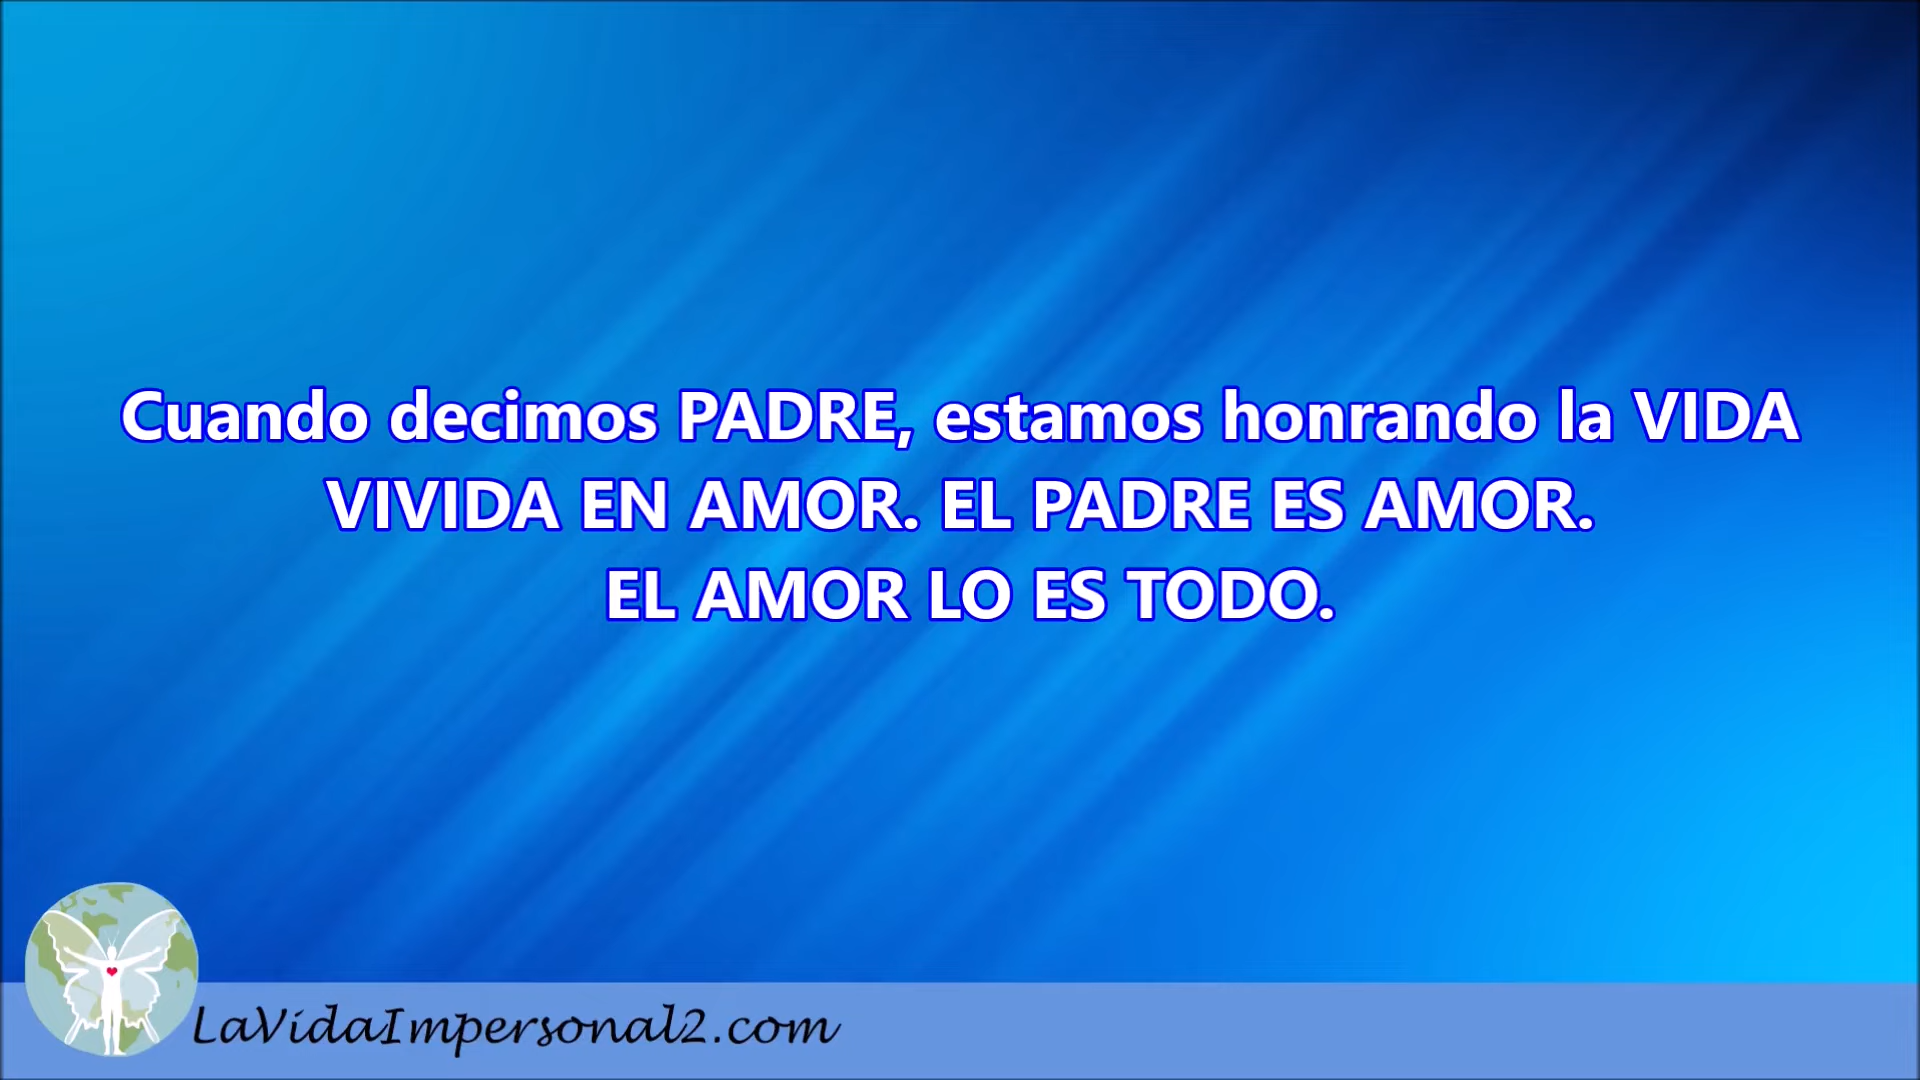 Cuando decimos PADRE, estamos honrando la VIDA
VIVIDA EN AMOR. EL PADRE ES AMOR.
EL AMOR LO ES TODO.
LaVidaImpersonal2.com